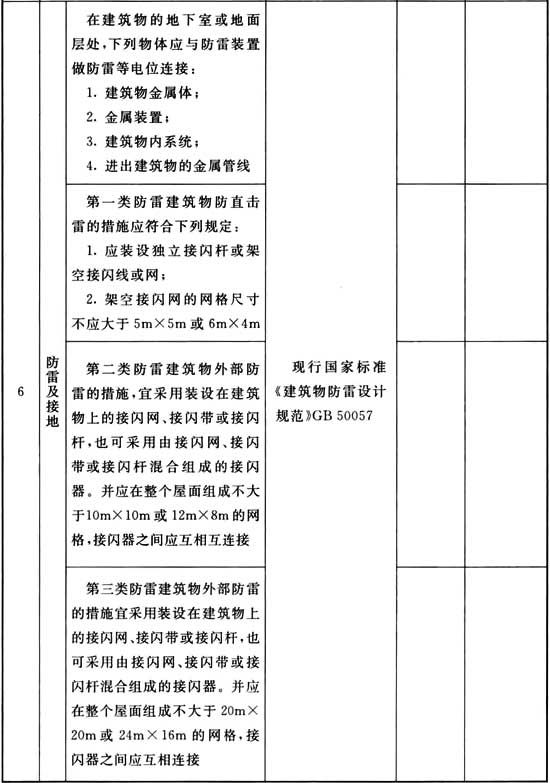 在建筑物的地下室或地面
层处,下列物体应与防雷装置
做防雷等电位连接:
1. 建筑物金属体;
2. 金属装置;
3. 建筑物内系统;
4. 进出建筑物的金属管线
第一类防雷建筑物防直击
雷的措施应符合下列规定:
1. 应装设独立接闪杆或架
空接闪线或网;
2. 架空接闪网的网格尺寸
不应大于 5m×5m 或 6m×4m
6
防雷及接地
第二类防雷建筑物外部防
雷的措施,宜采用装设在建筑
物上的接闪网、接闪带或接闪
杆,也可采用由接闪网、接闪
带或接闪杆混合组成的接闪
器。并应在整个屋面组成不大
于10m×10m 或 12m×8m 的网
格,接闪器之间应互相互连接
现行国家标准
《建筑物防雷设计
规范》GB 50057
第三类防雷建筑物外部防雷
的措施宜采用装设在建筑物上
的接闪网、接闪带或接闪杆,也
可采用由接闪网、接闪带或接
闪杆混合组成的接闪器。并应
在整个屋面组成不大于 20m×
20m 或 24m×16m 的网格,接
闪器之间应互相连接